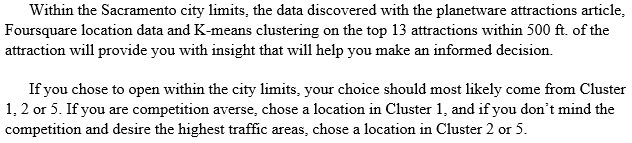 Within the Sacramento city limits, the data discovered with the planetware attractions article,
Foursquare location data and K-means clustering on the top 13 attractions within 500 ft. of the
attraction will provide you with insight that will help you make an informed decision.
If you chose to open within the city limits, your choice should most likely come from Cluster
1, 2 or 5. If you are competition averse, chose a location in Cluster 1, and if you don't mind the
competition and desire the highest traffic areas, chose a location in Cluster 2 or 5.